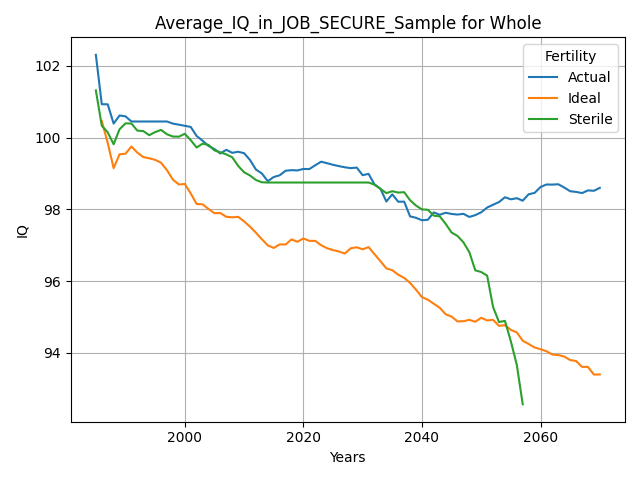 Average_IQ_in_JOB_SECURE_Sample for Whole
Fertility
Actual
Ideal
Sterile
IQ
102
100
98
96
94
2000
2020
2040
2060
Years